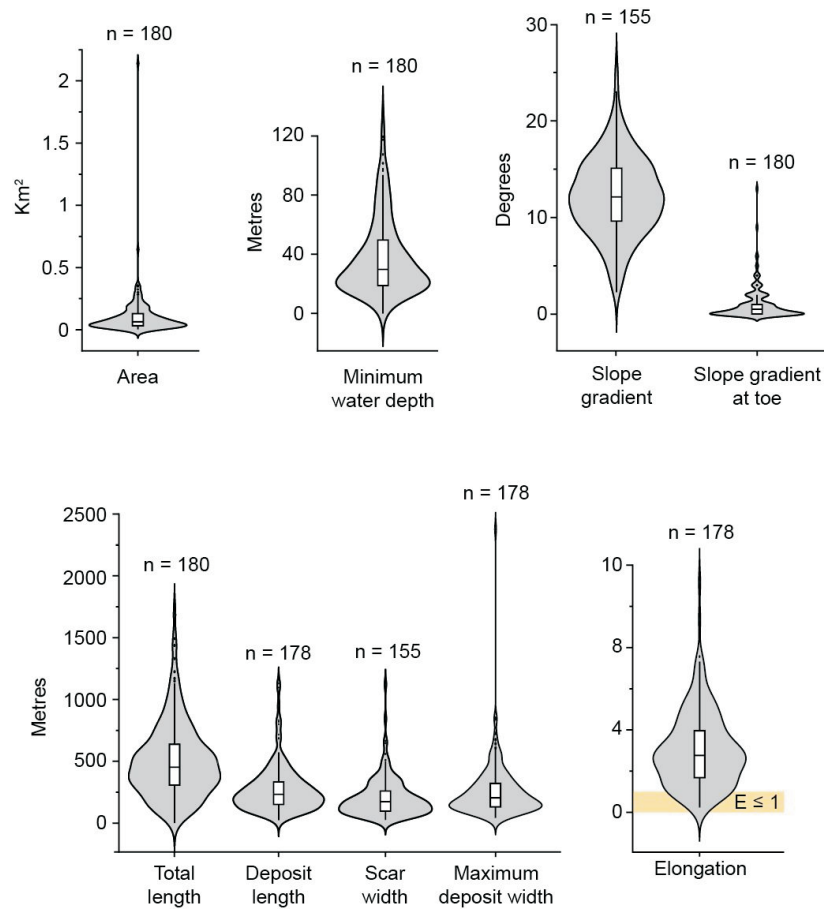 n = 180
2
1.5
1
0.5
0.25
0
Km²
Area
n = 180
120
80
40
0
Metres
Minimum
water depth
n = 155
n = 180
30
20
10
0
Degrees
Slope
gradient
Slope gradient
at toe
2500
2000
1500
1000
500
0
Metres
n = 180
n = 178
n = 155
n = 178
Total
length
Deposit
length
Scar
width
Maximum
deposit width
n = 178
10
8
4
0
E ≤ 1
Elongation